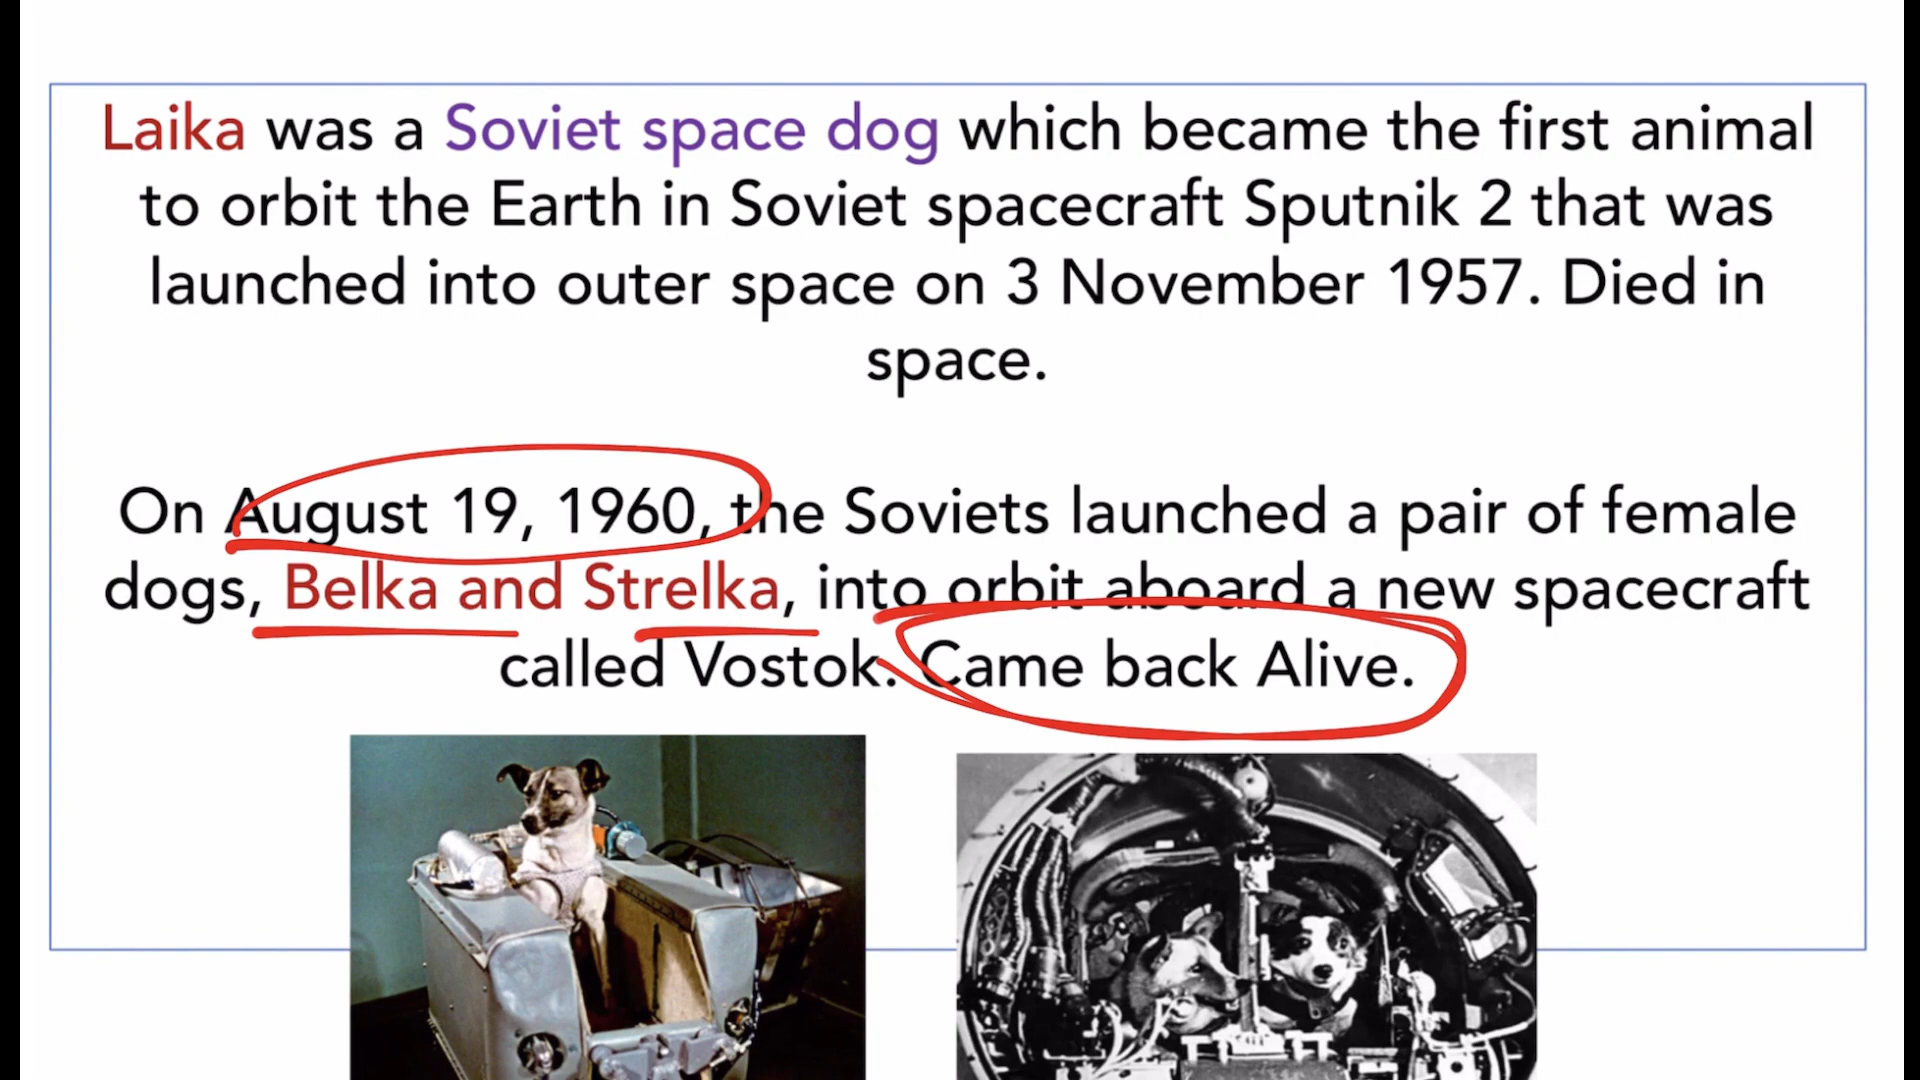 Laika was a Soviet space dog which became the first animal
to orbit the Earth in Soviet spacecraft Sputnik 2 that was
launched into outer space on 3 November 1957. Died in
space.
On August 19, 1960, the Soviets launched a pair of female
dogs, Belka and Strelka, into orbit aboard a new spacecraft
called Vostok. Came back Alive.